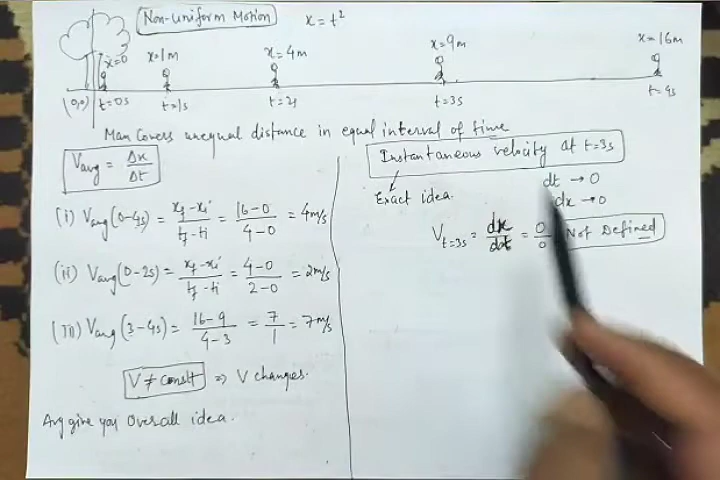 Non-Uniform Motion x = t²
x=0 x=1m x=4m x=9m x=16m
(0,0) t=0s t=1s t=2s t=3s t=4s
Man Covers unequal distance in equal interval of time
Vavg = Δx/Δt
(i) Vavg(0-4s) = xf-xi/tf-ti = 16-0/4-0 = 4m/s
(ii) Vavg(0-2s) = xf-xi/tf-ti = 4-0/2-0 = 2m/s
(iii) Vavg(3-4s) = 16-9/4-3 = 7/1 = 7m/s
V ≠ constt ⇒ V changes.
Avg give you Overall idea.
Instantaneous velocity at t=3s
Exact idea.
dt → 0
dx → 0
Vt=3s = dx/dt = 0/0 Not Defined